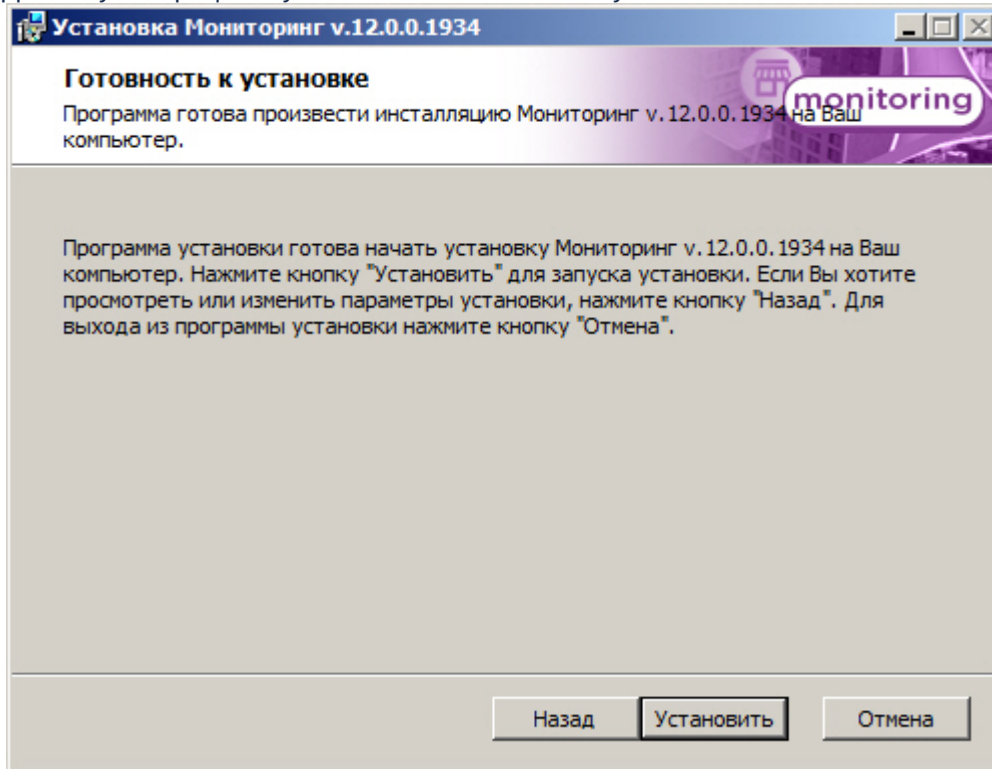 Установка Мониторинг v.12.0.0.1934
Готовность к установке
Программа готова произвести инсталляцию Мониторинг v.12.0.0.1934 на Ваш
компьютер.
monitoring
Программа установки готова начать установку Мониторинг v.12.0.0.1934 на Ваш
компьютер. Нажмите кнопку "Установить" для запуска установки. Если Вы хотите
просмотреть или изменить параметры установки, нажмите кнопку "Назад". Для
выхода из программы установки нажмите кнопку "Отмена".
Назад
Установить
Отмена